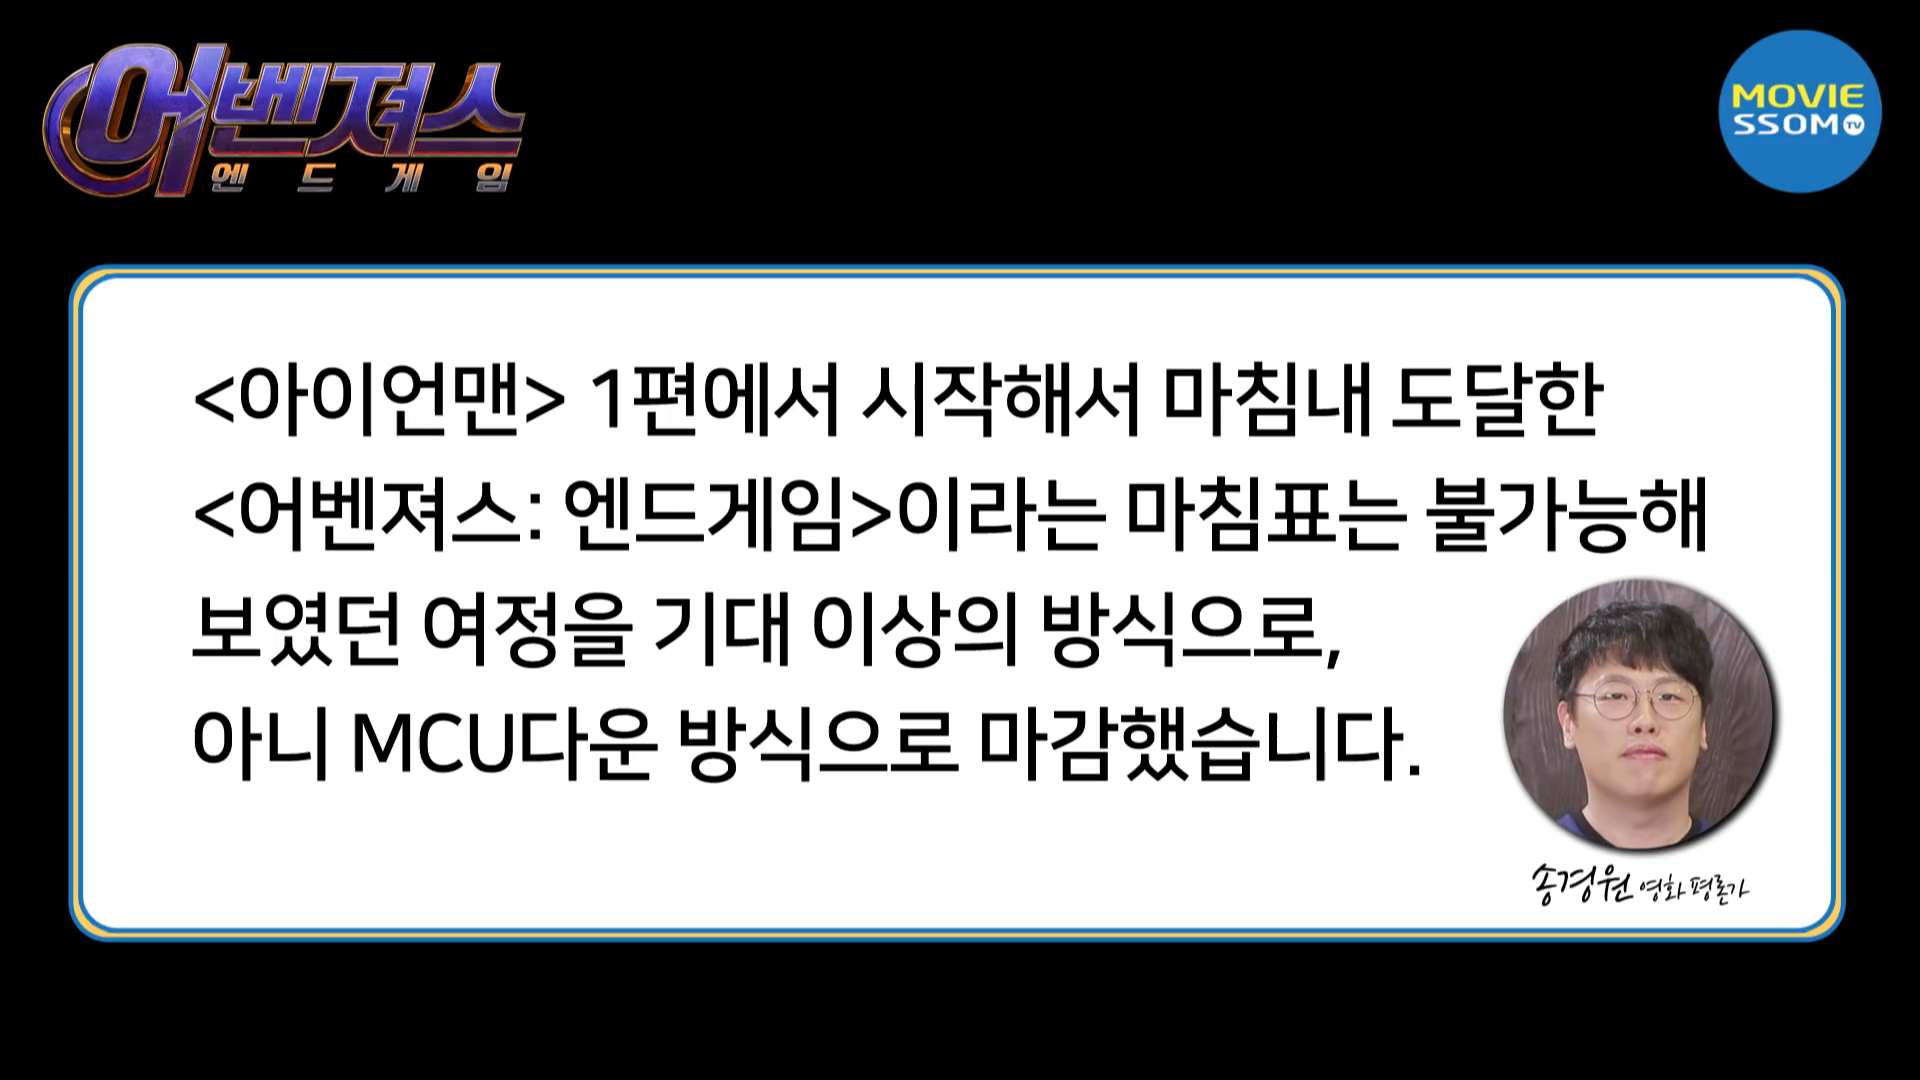 어벤져스
엔드게임
MOVIE
SSOM TV
<아이언맨> 1편에서 시작해서 마침내 도달한
<어벤져스: 엔드게임>이라는 마침표는 불가능해
보였던 여정을 기대 이상의 방식으로,
아니 MCU다운 방식으로 마감했습니다.
송경원 영화 평론가